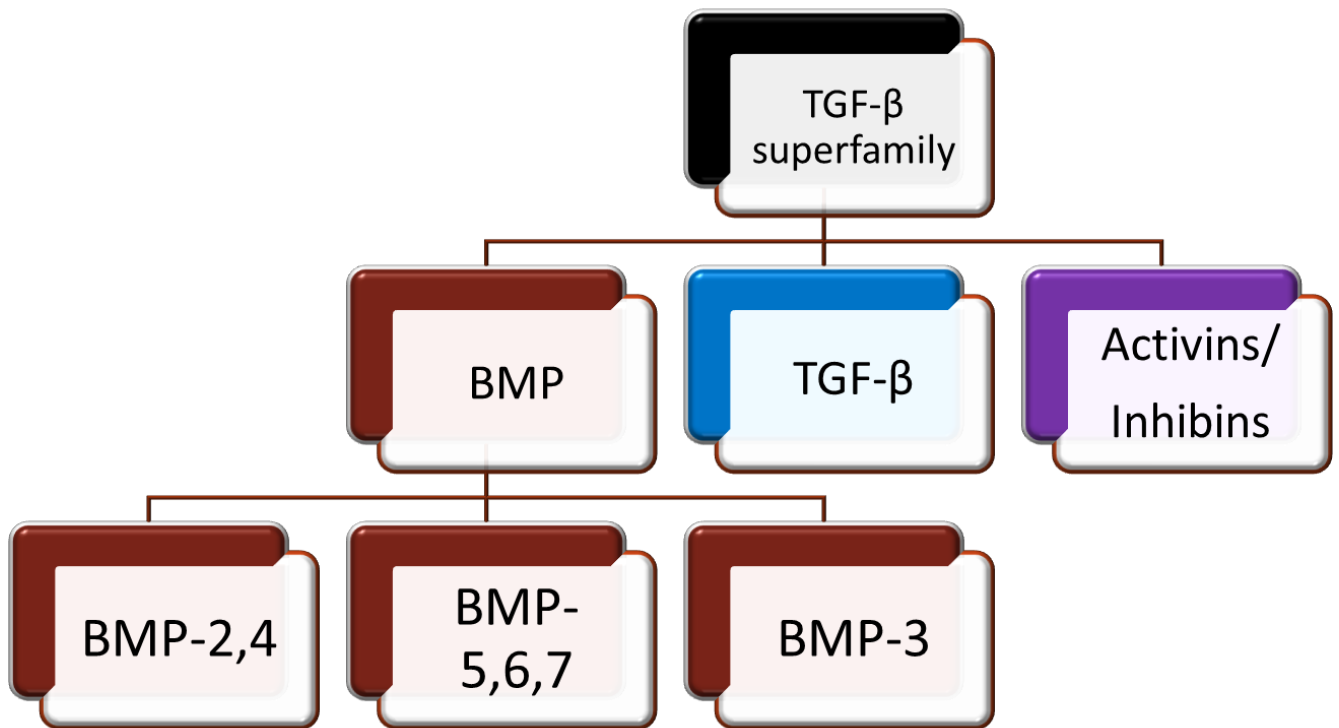 TGF-β
superfamily
BMP
TGF-β
Activins/
Inhibins
BMP-2,4
BMP-
5,6,7
BMP-3